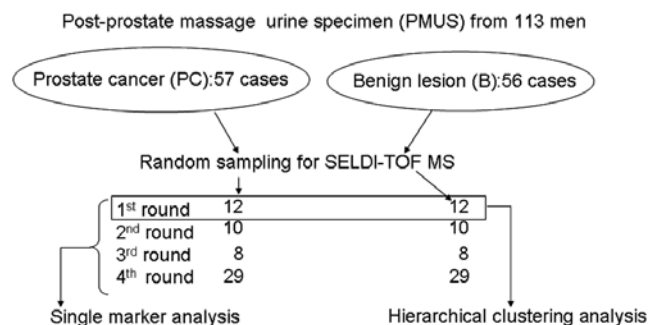 Post-prostate massage urine specimen (PMUS) from 113 men
Prostate cancer (PC):57 cases
Benign lesion (B):56 cases
Random sampling for SELDI-TOF MS
1st round 12 12
2nd round 10 10
3rd round 8 8
4th round 29 29
Single marker analysis
Hierarchical clustering analysis